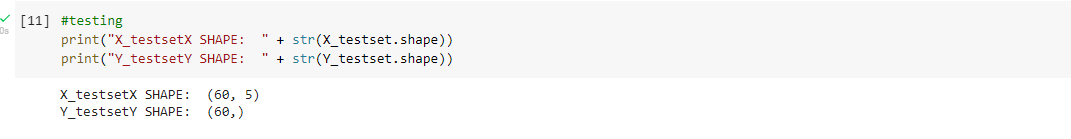 [11] #testing
print("X_testsetX SHAPE:  " + str(X_testset.shape))
print("Y_testsetY SHAPE:  " + str(Y_testset.shape))
0s
X_testsetX SHAPE:  (60, 5)
Y_testsetY SHAPE:  (60,)